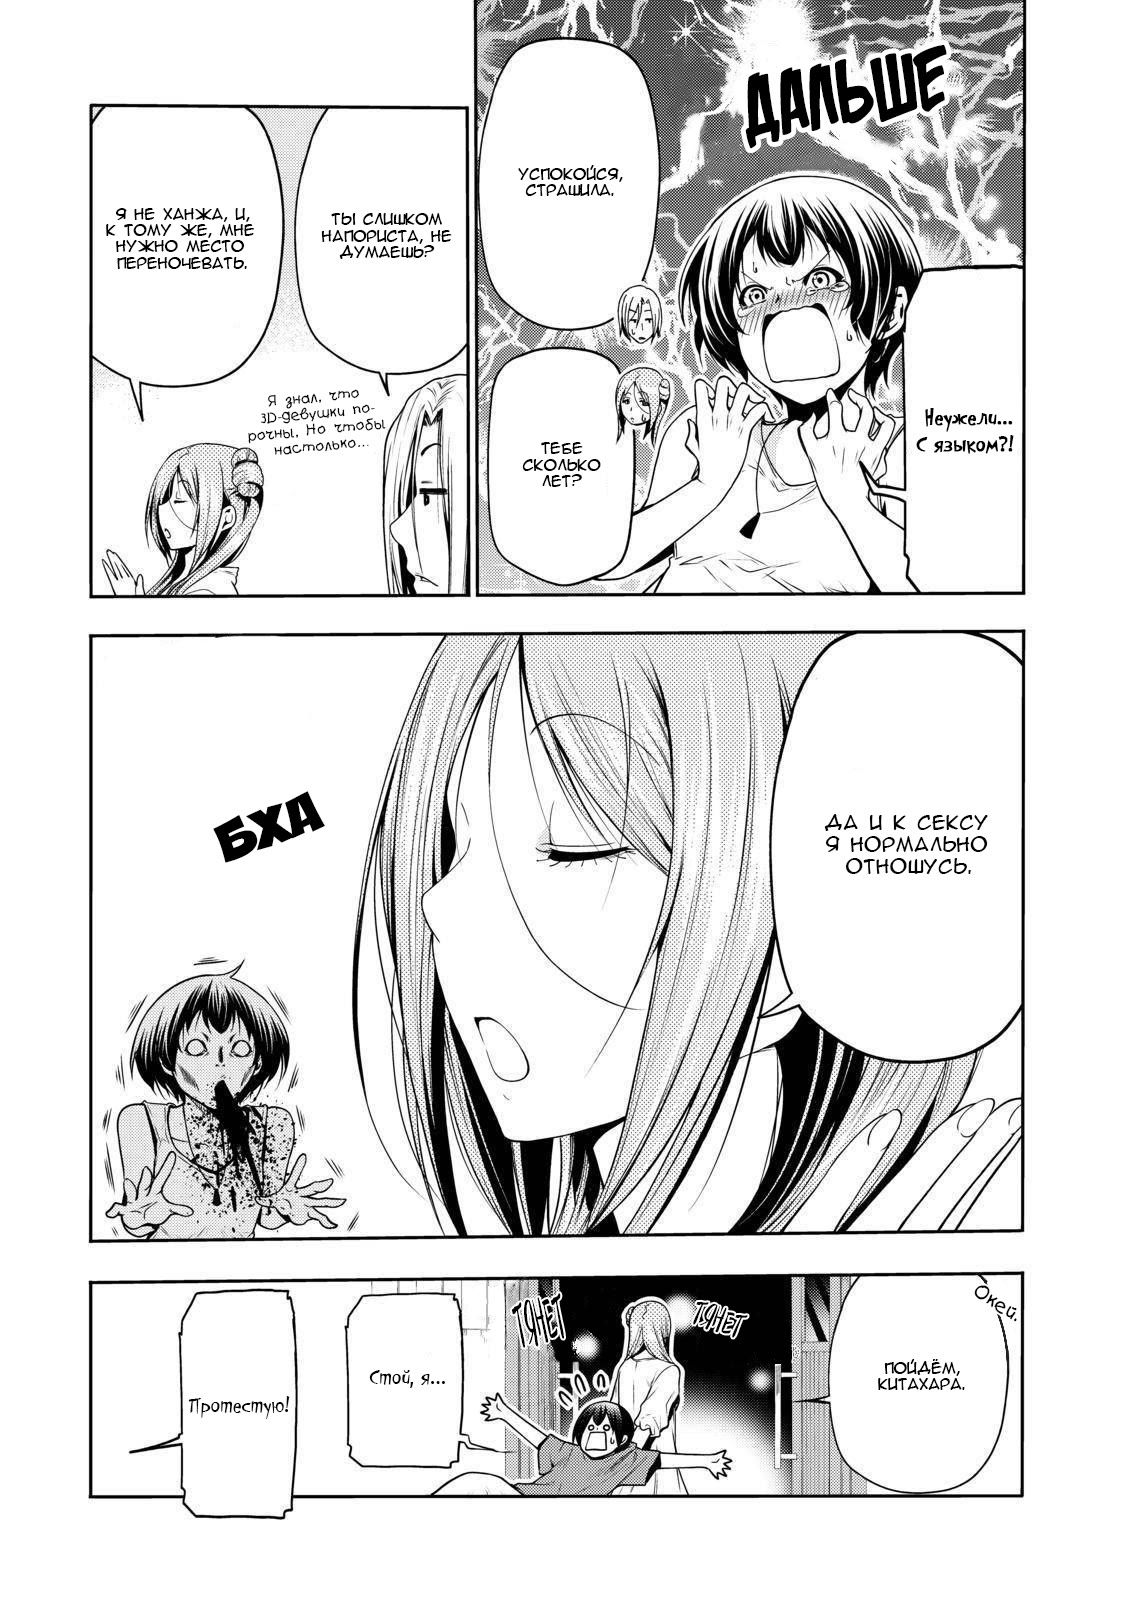 ДАЛЬШЕ
Неужели...
С языком?!
УСПОКОЙСЯ,
СТРАШИЛА.
ТЕБЕ
СКОЛЬКО
ЛЕТ?
ТЫ СЛИШКОМ
НАПОРИСТА, НЕ
ДУМАЕШЬ?
Я НЕ ХАНЖА, И,
К ТОМУ ЖЕ, МНЕ
НУЖНО МЕСТО
ПЕРЕНОЧЕВАТЬ.
Я знал, что
3D-девушки по-
рочны. Но чтобы
настолько...
ДА И К СЕКСУ
Я НОРМАЛЬНО
ОТНОШУСЬ.
БХА
Окей.
ПОЙДЁМ,
КИТАХАРА.
ТЯНЕТ
ТЯНЕТ
Стой, я...
Протестую!